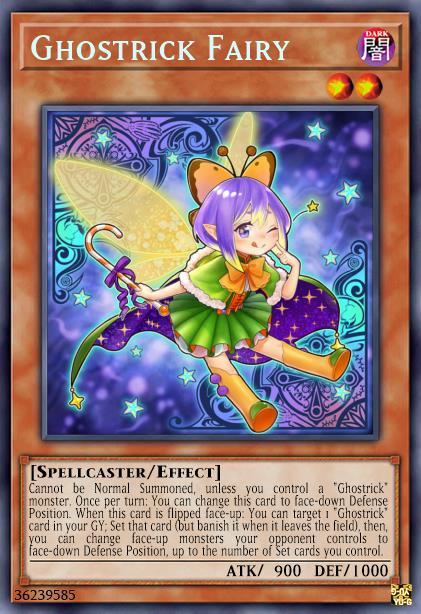 Ghostrick Fairy
DARK
闇
[Spellcaster/Effect]
Cannot be Normal Summoned, unless you control a "Ghostrick"
monster. Once per turn: You can change this card to face-down Defense
Position. When this card is flipped face-up: You can target 1 "Ghostrick"
card in your GY; Set that card (but banish it when it leaves the field), then,
you can change face-up monsters your opponent controls to
face-down Defense Position, up to the number of Set cards you control.
ATK/ 900 DEF/1000
36239585